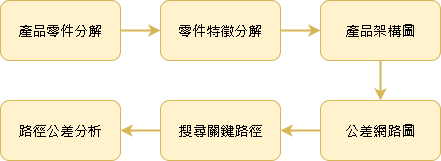 產品零件分解
零件特徵分解
產品架構圖
公差網路圖
搜尋關鍵路徑
路徑公差分析